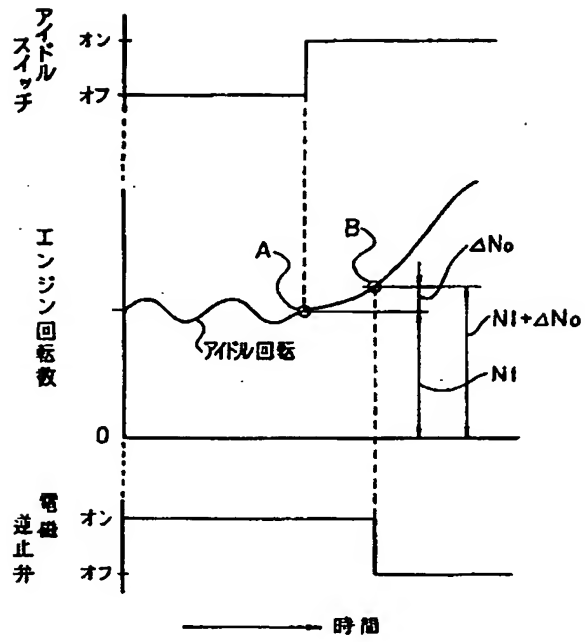 アイドル
スイッチ
オン
オフ
エンジン回転数
A
B
ΔNo
N1+ΔNo
N1
アイドル回転
0
電磁
逆止弁
オン
オフ
時間